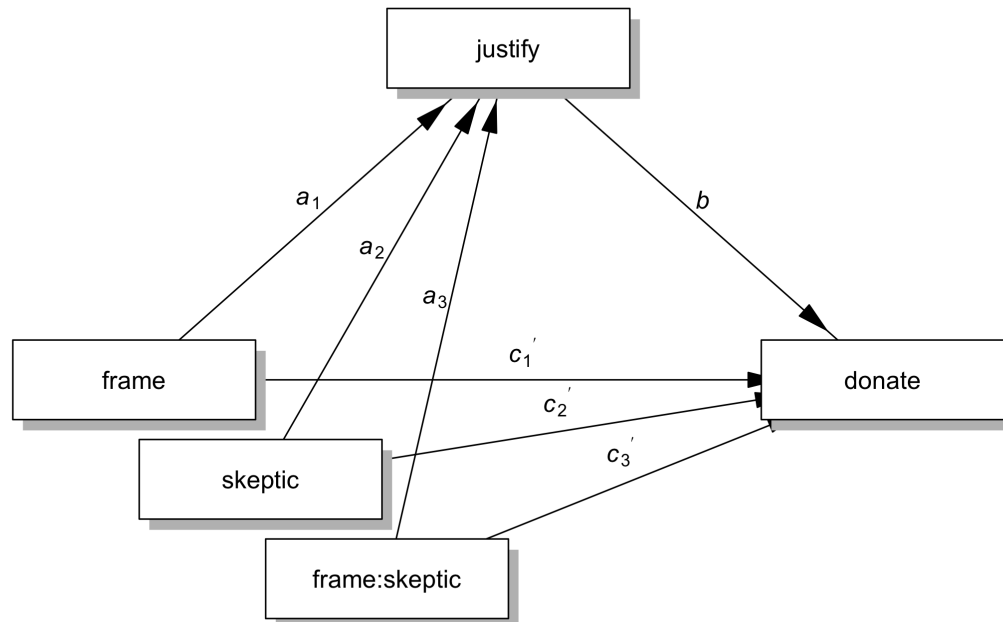 justify
a1
a2
b
a3
c1′
frame
donate
c2′
c3′
skeptic
frame:skeptic